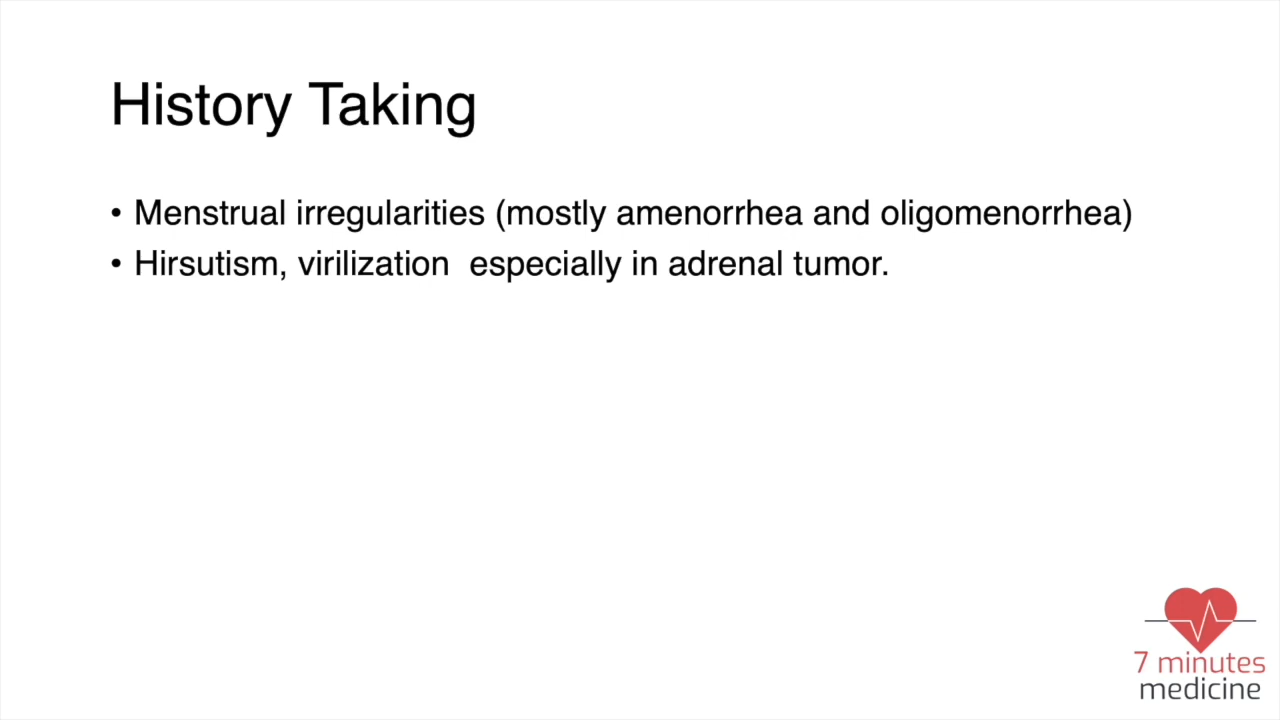 History Taking
• Menstrual irregularities (mostly amenorrhea and oligomenorrhea)
• Hirsutism, virilization  especially in adrenal tumor.
7 minutes
medicine